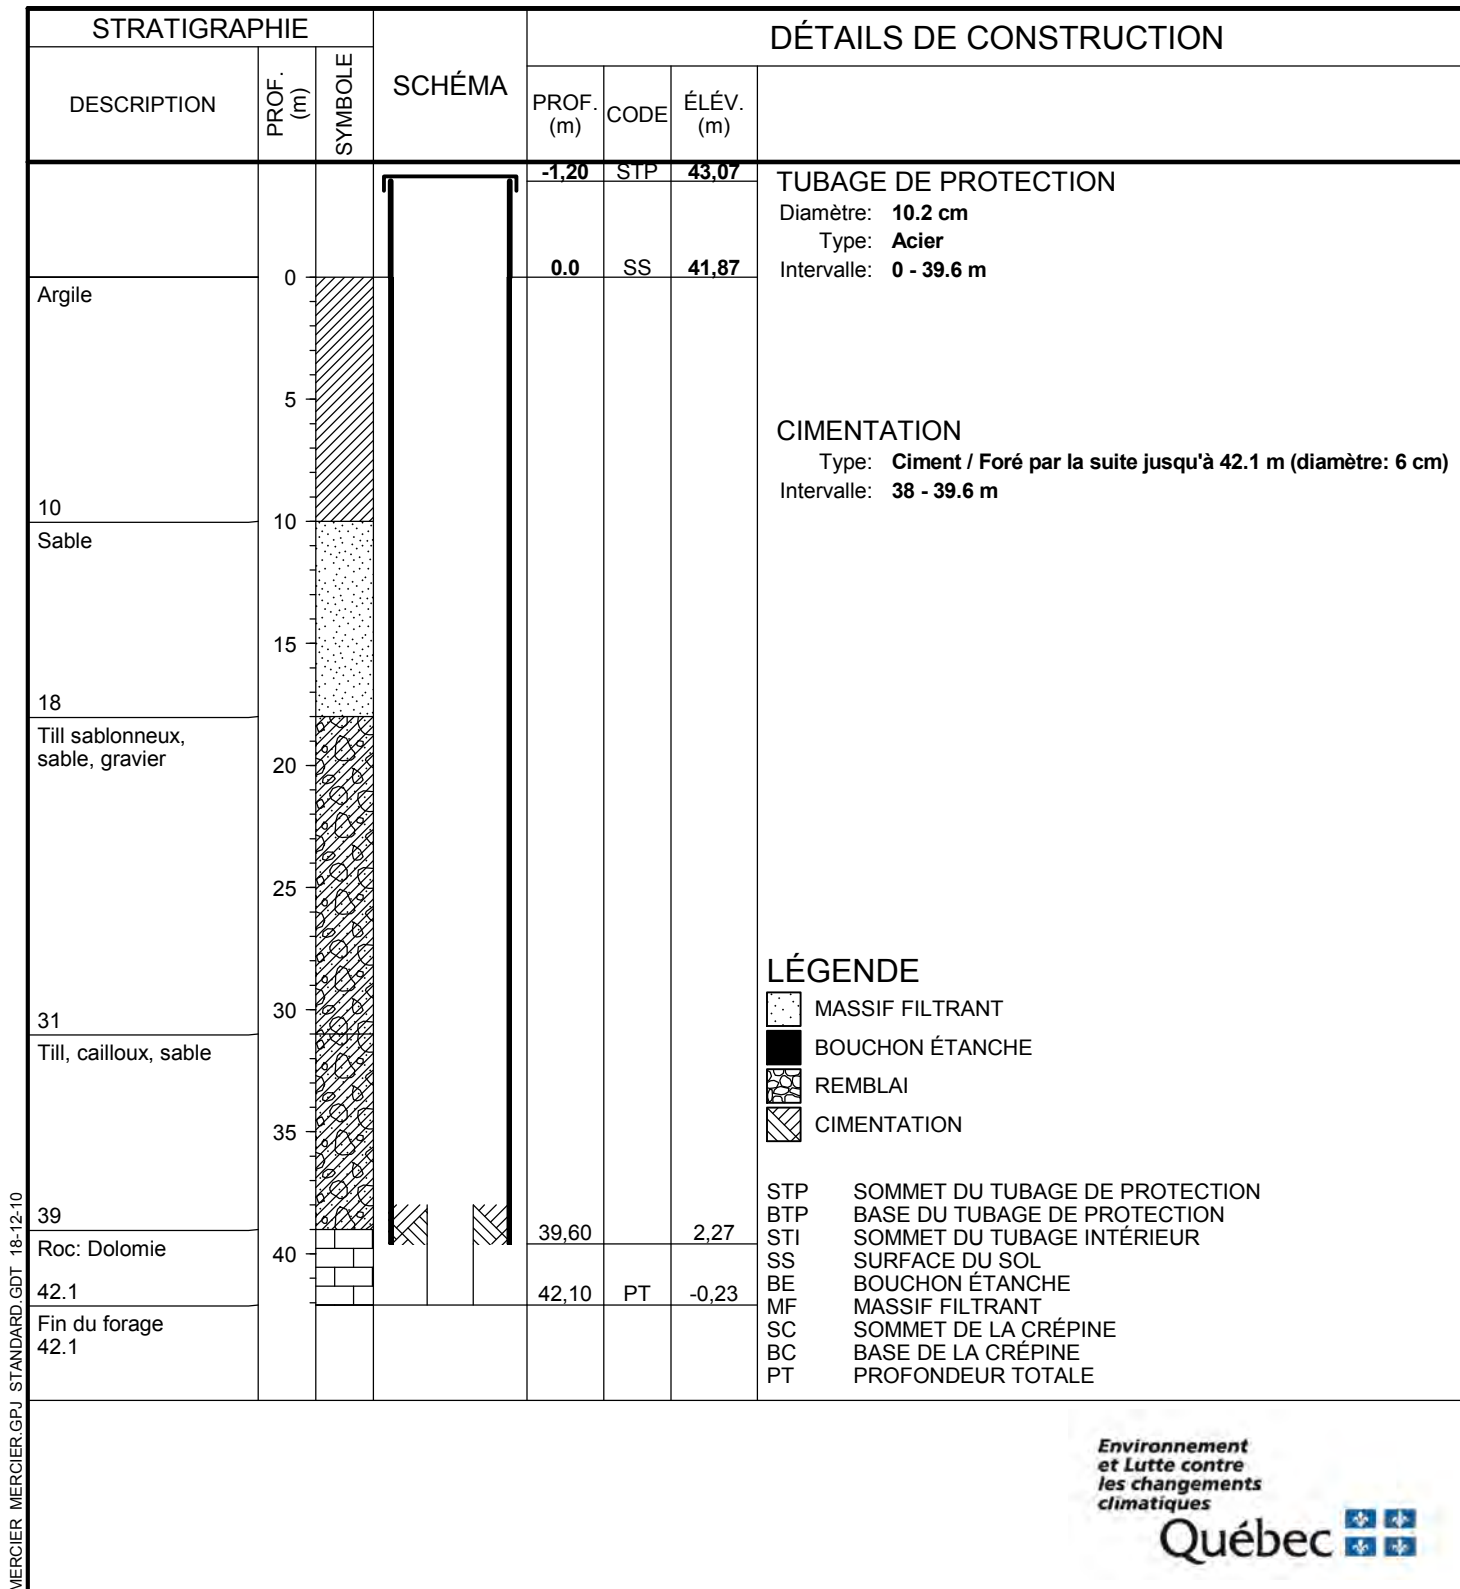 STRATIGRAPHIE
DESCRIPTION
PROF. (m)
SYMBOLE
SCHÉMA
DÉTAILS DE CONSTRUCTION
PROF. (m)
CODE
ÉLÉV. (m)
-1,20 STP 43,07
0.0 SS 41,87
TUBAGE DE PROTECTION
Diamètre: 10.2 cm
Type: Acier
Intervalle: 0 - 39.6 m
CIMENTATION
Type: Ciment / Foré par la suite jusqu'à 42.1 m (diamètre: 6 cm)
Intervalle: 38 - 39.6 m
Argile
10
Sable
18
Till sablonneux,
sable, gravier
31
Till, cailloux, sable
39
Roc: Dolomie
42.1
Fin du forage
42.1
0
5
10
15
20
25
30
35
40
39,60 2,27
42,10 PT -0,23
LÉGENDE
MASSIF FILTRANT
BOUCHON ÉTANCHE
REMBLAI
CIMENTATION
STP SOMMET DU TUBAGE DE PROTECTION
BTP BASE DU TUBAGE DE PROTECTION
STI SOMMET DU TUBAGE INTÉRIEUR
SS SURFACE DU SOL
BE BOUCHON ÉTANCHE
MF MASSIF FILTRANT
SC SOMMET DE LA CRÉPINE
BC BASE DE LA CRÉPINE
PT PROFONDEUR TOTALE
MERCIER MERCIER.GPJ STANDARD.GDT 18-12-10
Environnement
et Lutte contre
les changements
climatiques
Québec